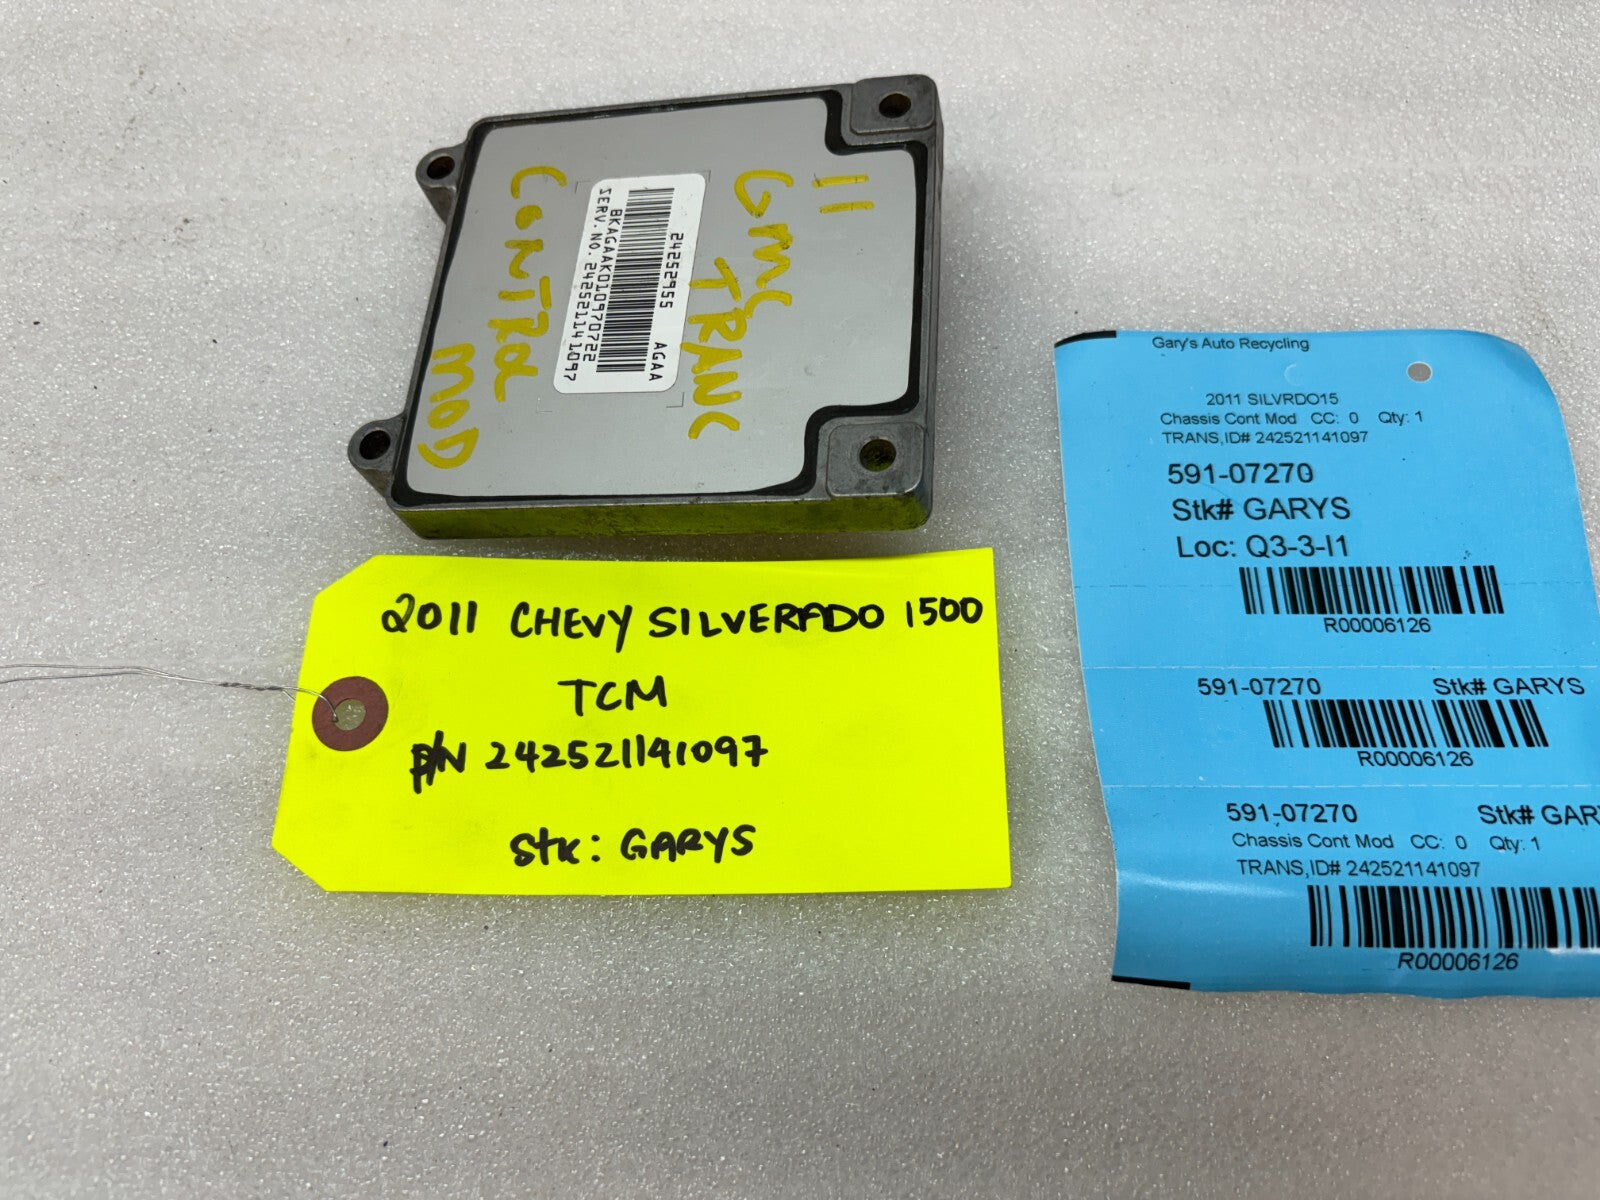 11
GMC
TRANC
CONTROL
MOD
24252955 AGAA
BKAGAAK010970722
SERV.NO. 242521141097
2011 CHEVY SILVERADO 1500
TCM
P/N 242521141097
Stk: GARYS
Gary's Auto Recycling
2011 SILVRDO15
Chassis Cont Mod CC: 0 Qty: 1
TRANS,ID# 242521141097
591-07270
Stk# GARYS
Loc: Q3-3-I1
R00006126
591-07270 Stk# GARYS
R00006126
591-07270 Stk# GARY
Chassis Cont Mod CC: 0 Qty: 1
TRANS,ID# 242521141097
R00006126